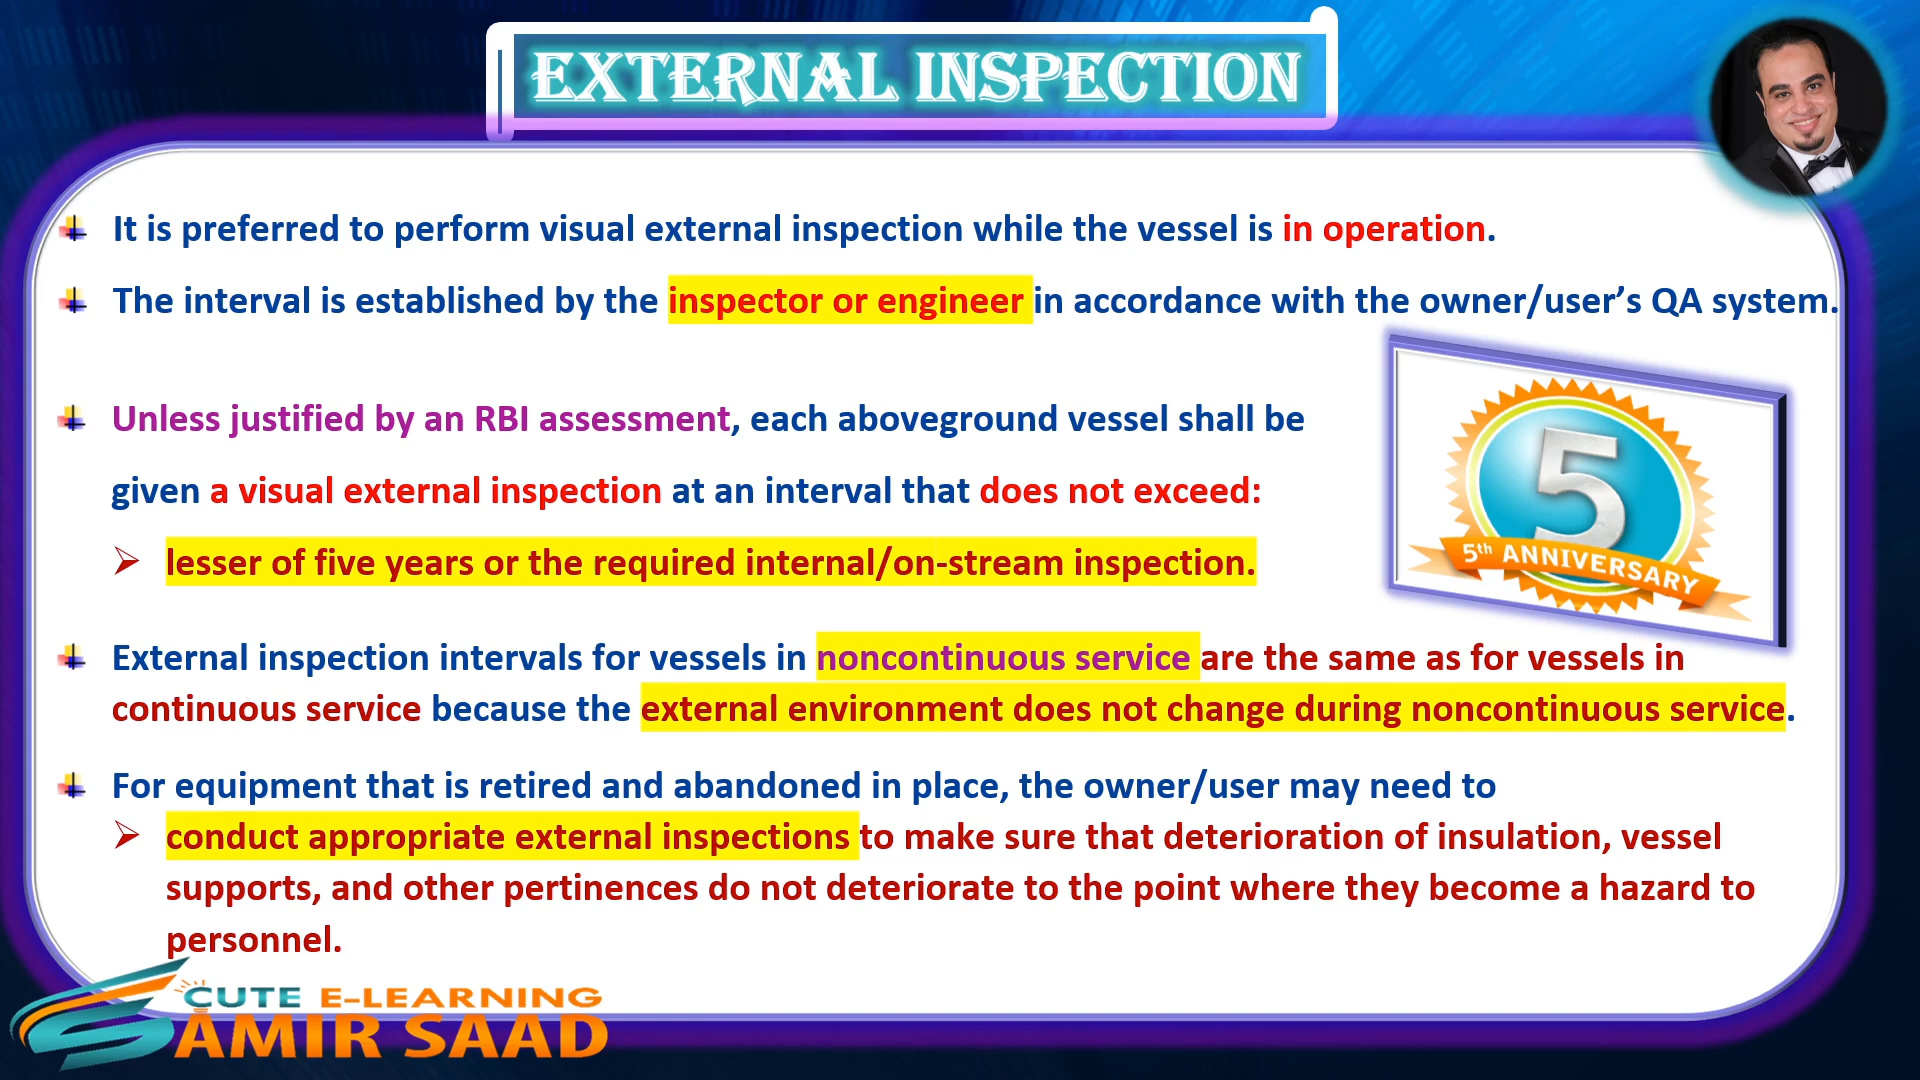 EXTERNAL INSPECTION
It is preferred to perform visual external inspection while the vessel is in operation.
The interval is established by the inspector or engineer in accordance with the owner/user's QA system.
Unless justified by an RBI assessment, each aboveground vessel shall be
given a visual external inspection at an interval that does not exceed:
lesser of five years or the required internal/on-stream inspection.
5
5th ANNIVERSARY
External inspection intervals for vessels in noncontinuous service are the same as for vessels in
continuous service because the external environment does not change during noncontinuous service.
For equipment that is retired and abandoned in place, the owner/user may need to
conduct appropriate external inspections to make sure that deterioration of insulation, vessel
supports, and other pertinences do not deteriorate to the point where they become a hazard to
personnel.
CUTE E-LEARNING
AMIR SAAD